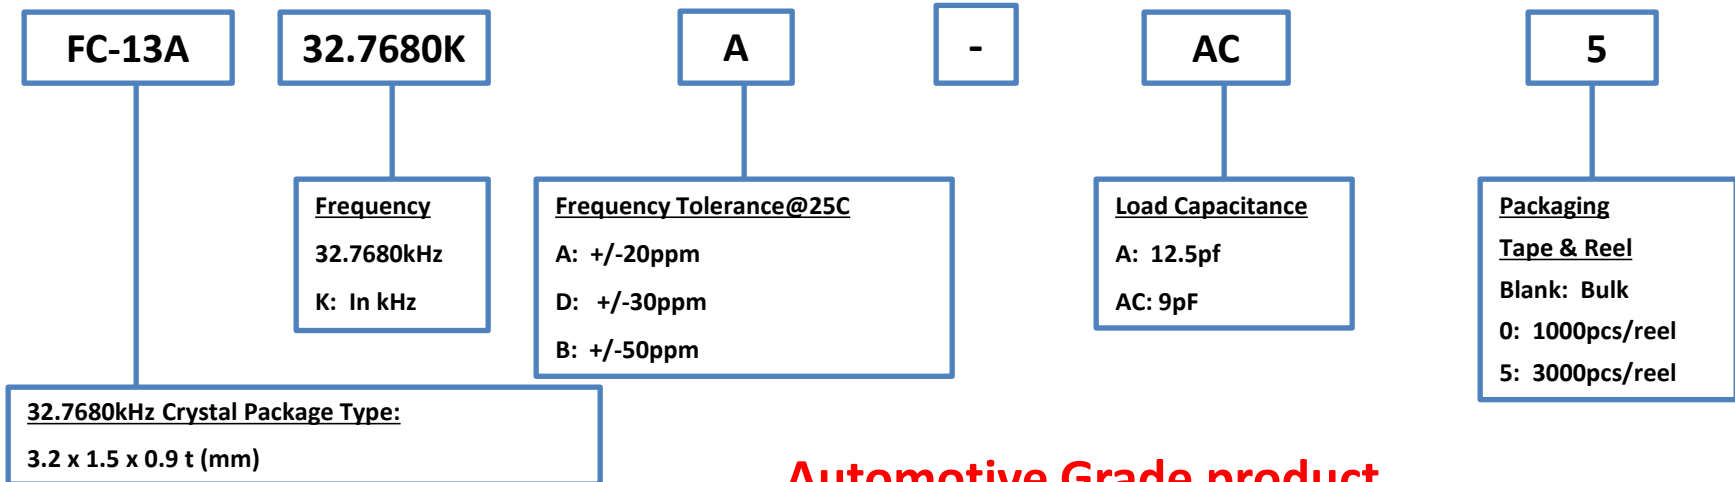 FC-13A 32.7680K A - AC 5
Frequency
32.7680kHz
K: In kHz
Frequency Tolerance@25C
A: +/-20ppm
D: +/-30ppm
B: +/-50ppm
Load Capacitance
A: 12.5pf
AC: 9pF
Packaging
Tape & Reel
Blank: Bulk
0: 1000pcs/reel
5: 3000pcs/reel
32.7680kHz Crystal Package Type:
3.2 x 1.5 x 0.9 t (mm)
Automotive Grade product